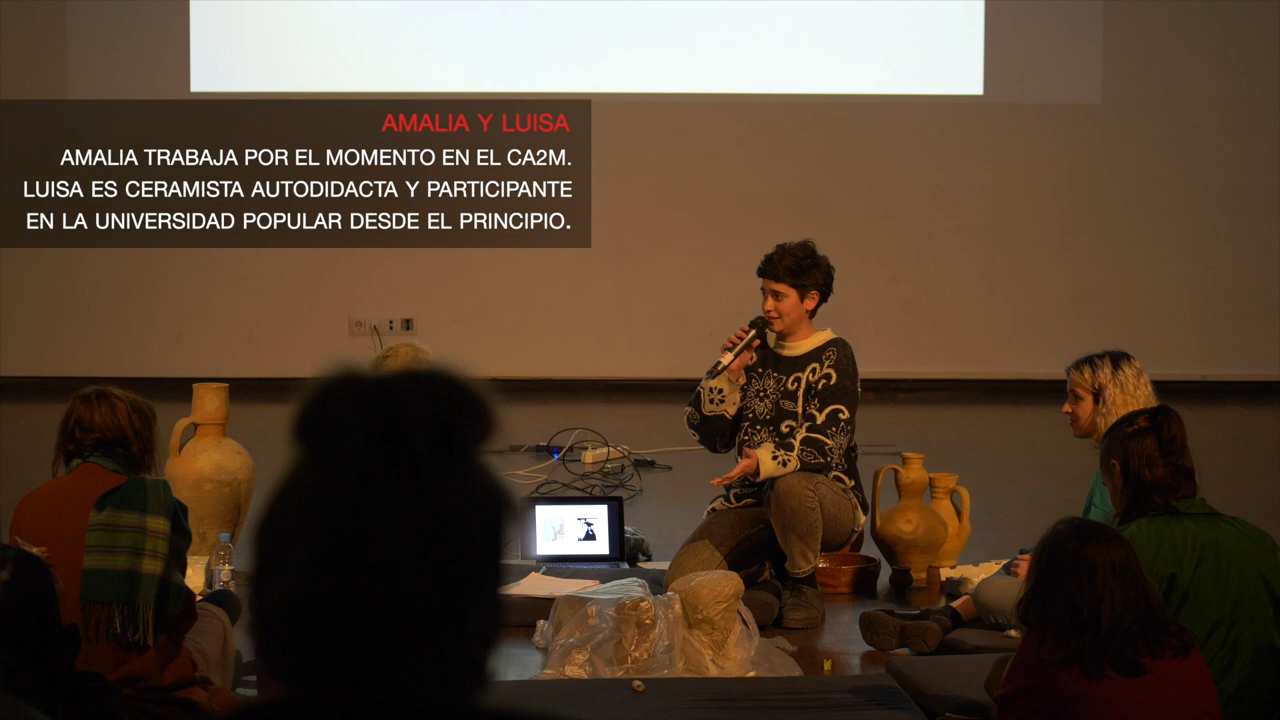 AMALIA Y LUISA
AMALIA TRABAJA POR EL MOMENTO EN EL CA2M.
LUISA ES CERAMISTA AUTODIDACTA Y PARTICIPANTE
EN LA UNIVERSIDAD POPULAR DESDE EL PRINCIPIO.